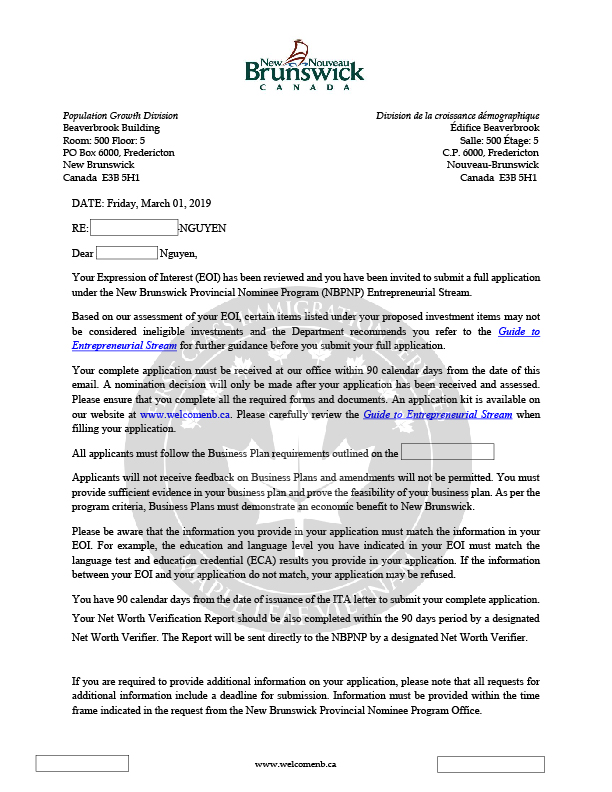 New Nouveau
Brunswick
CANADA
Population Growth Division
Beaverbrook Building
Room: 500 Floor: 5
PO Box 6000, Fredericton
New Brunswick
Canada E3B 5H1
Division de la croissance démographique
Édifice Beaverbrook
Salle: 500 Étage: 5
C.P. 6000, Fredericton
Nouveau-Brunswick
Canada E3B 5H1
DATE: Friday, March 01, 2019
RE: -NGUYEN
Dear Nguyen,
Your Expression of Interest (EOI) has been reviewed and you have been invited to submit a full application
under the New Brunswick Provincial Nominee Program (NBPNP) Entrepreneurial Stream.
Based on our assessment of your EOI, certain items listed under your proposed investment items may not
be considered ineligible investments and the Department recommends you refer to the Guide to
Entrepreneurial Stream for further guidance before you submit your full application.
Your complete application must be received at our office within 90 calendar days from the date of this
email. A nomination decision will only be made after your application has been received and assessed.
Please ensure that you complete all the required forms and documents. An application kit is available on
our website at www.welcomenb.ca. Please carefully review the Guide to Entrepreneurial Stream when
filling your application.
All applicants must follow the Business Plan requirements outlined on the
Applicants will not receive feedback on Business Plans and amendments will not be permitted. You must
provide sufficient evidence in your business plan and prove the feasibility of your business plan. As per the
program criteria, Business Plans must demonstrate an economic benefit to New Brunswick.
Please be aware that the information you provide in your application must match the information in your
EOI. For example, the education and language level you have indicated in your EOI must match the
language test and education credential (ECA) results you provide in your application. If the information
between your EOI and your application do not match, your application may be refused.
You have 90 calendar days from the date of issuance of the ITA letter to submit your complete application.
Your Net Worth Verification Report should be also completed within the 90 days period by a designated
Net Worth Verifier. The Report will be sent directly to the NBPNP by a designated Net Worth Verifier.
If you are required to provide additional information on your application, please note that all requests for
additional information include a deadline for submission. Information must be provided within the time
frame indicated in the request from the New Brunswick Provincial Nominee Program Office.
www.welcomenb.ca